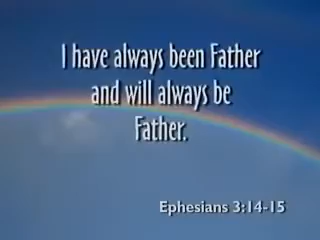 I have always been Father
and will always be
Father.
Ephesians 3:14-15